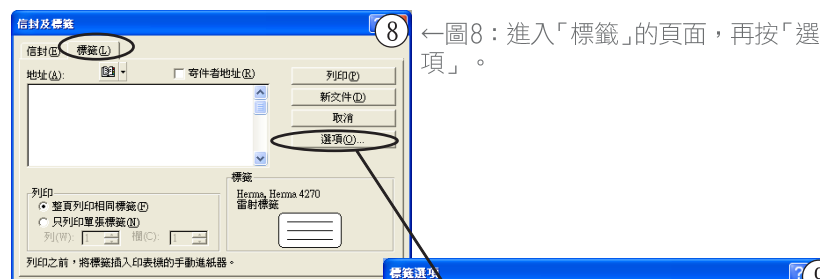 信封及標籤
?
8
←圖8：進入「標籤」的頁面，再按「選
項」。
信封(E) 標籤(L)
地址(A): 寄件者地址(R) 列印(P)
新文件(D)
取消
選項(O)...
列印
整頁列印相同標籤(F)
只列印單張標籤(N)
列(W): 1 欄(C): 1
標籤
Herma, Herma 4270
雷射標籤
列印之前，將標籤插入印表機的手動進紙器。
標籤選項
?